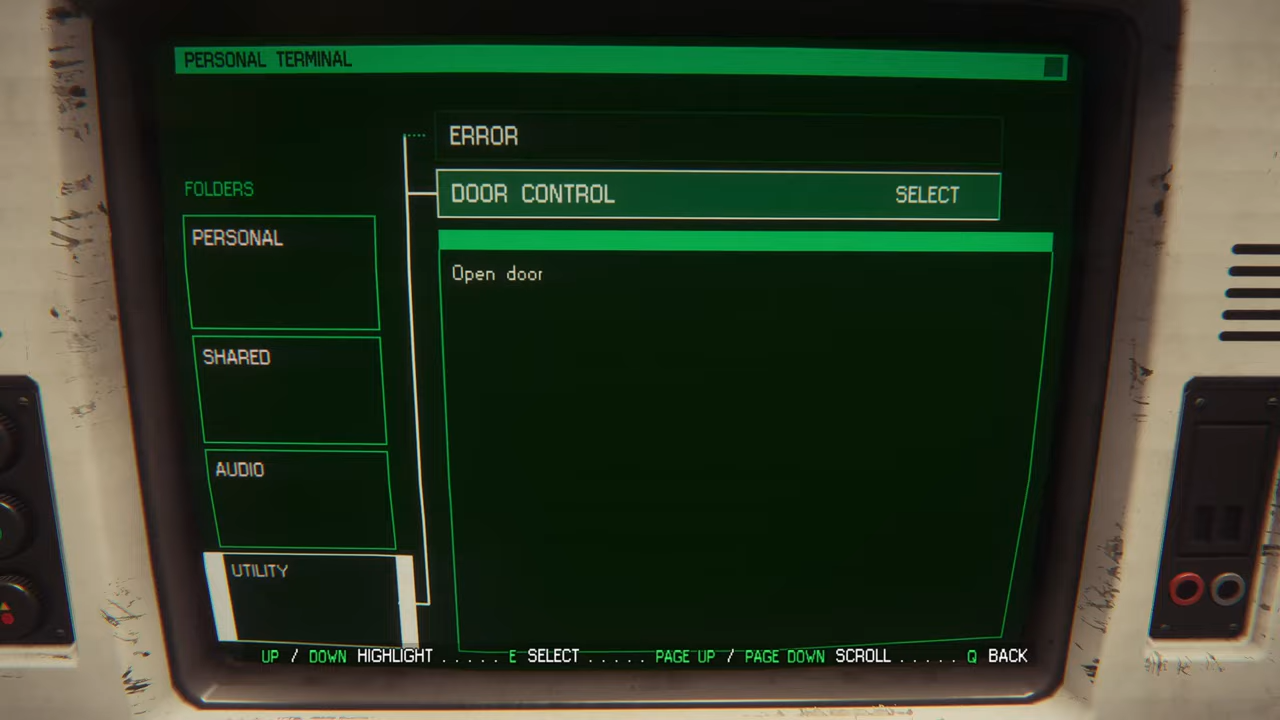 PERSONAL TERMINAL
FOLDERS
PERSONAL
SHARED
AUDIO
UTILITY
ERROR
DOOR CONTROL SELECT
Open door
UP / DOWN HIGHLIGHT ..... E SELECT ...... PAGE UP / PAGE DOWN SCROLL ...... Q BACK